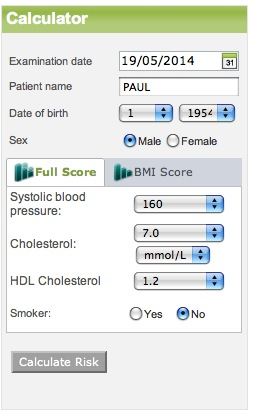 Calculator
Examination date 19/05/2014 31
Patient name PAUL
Date of birth 1 1954
Sex Male Female
Full Score BMI Score
Systolic blood pressure: 160
Cholesterol: 7.0
mmol/L
HDL Cholesterol 1.2
Smoker: Yes No
Calculate Risk